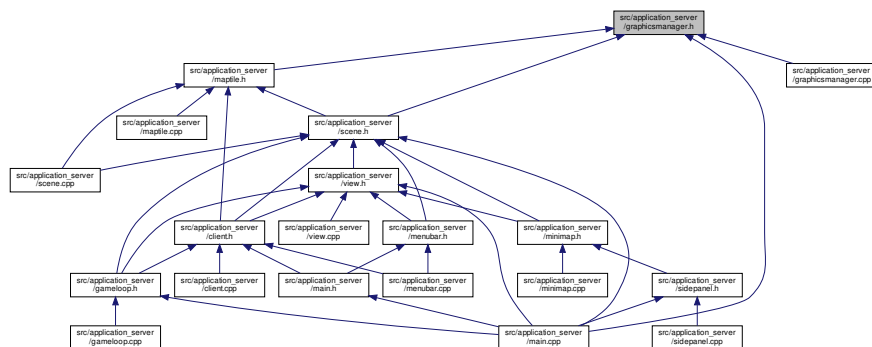 src/application_server
/graphicsmanager.h
src/application_server
/maptile.h
src/application_server
/graphicsmanager.cpp
src/application_server
/maptile.cpp
src/application_server
/scene.h
src/application_server
/scene.cpp
src/application_server
/view.h
src/application_server
/client.h
src/application_server
/view.cpp
src/application_server
/menubar.h
src/application_server
/minimap.h
src/application_server
/gameloop.h
src/application_server
/client.cpp
src/application_server
/main.h
src/application_server
/menubar.cpp
src/application_server
/minimap.cpp
src/application_server
/sidepanel.h
src/application_server
/gameloop.cpp
src/application_server
/main.cpp
src/application_server
/sidepanel.cpp